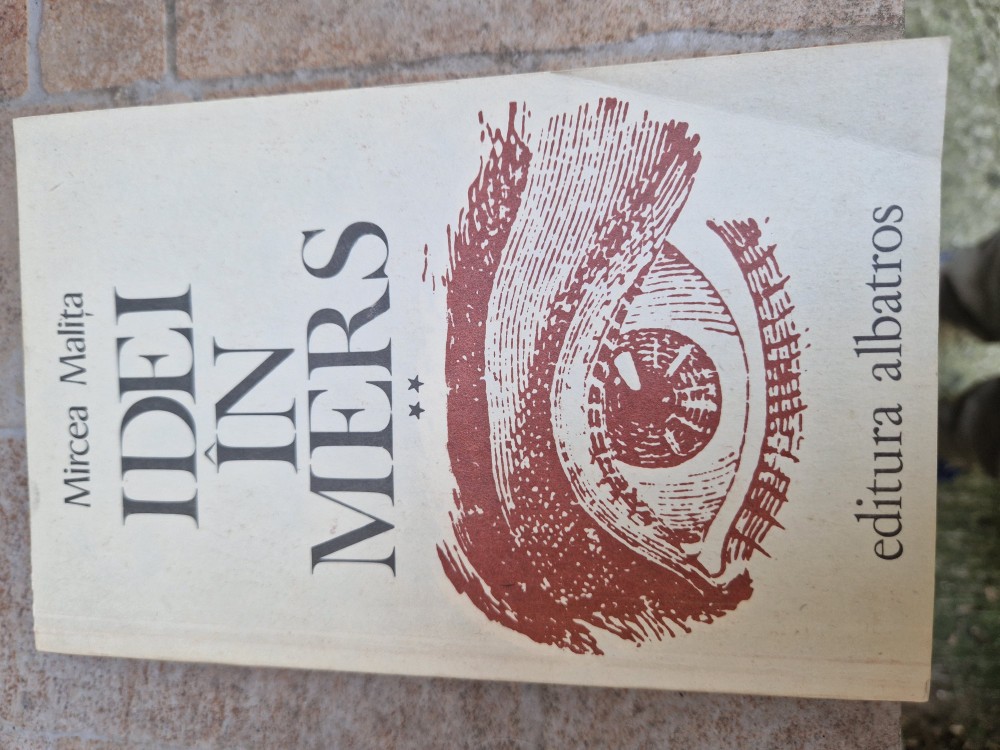 Mircea Malița
IDEI
ÎN
MERS
editura albatros